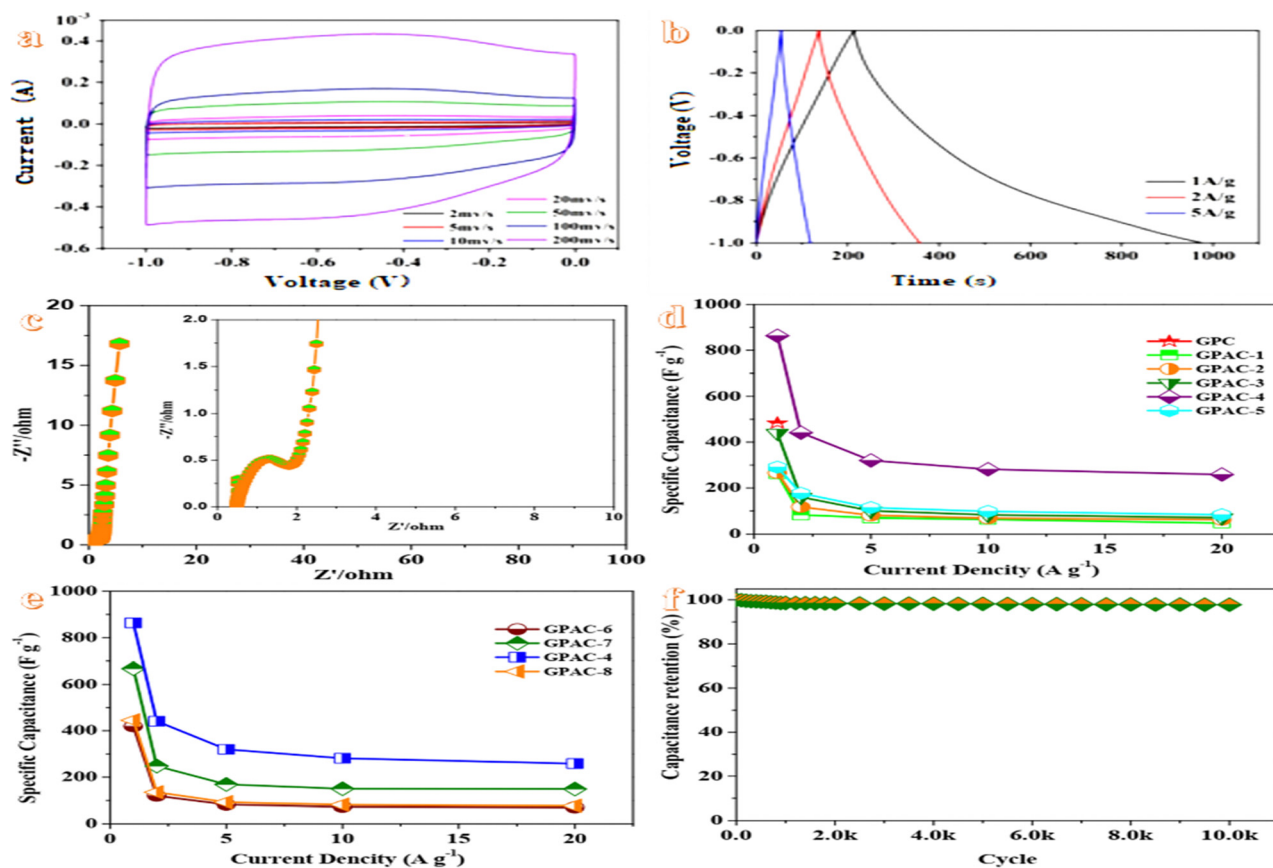 a
10⁻³
0.4
0.2
0.0
-0.2
-0.4
-0.6
Current (A)
2mv/s
5mv/s
10mv/s
20mv/s
50mv/s
100mv/s
200mv/s
-1.0
-0.8
-0.6
-0.4
-0.2
0.0
Voltage (V)
b
0.0
-0.2
-0.4
-0.6
-0.8
-1.0
Voltage (V)
1A/g
2A/g
5A/g
0
200
400
600
800
1000
Time (s)
c
20
15
10
5
0
-Z''/ohm
0
20
40
60
80
100
Z'/ohm
2.0
1.5
1.0
0.5
0.0
-Z''/ohm
0
2
4
6
8
10
Z'/ohm
d
1000
800
600
400
200
0
Specific Capacitance (F g⁻¹)
GPC
GPAC-1
GPAC-2
GPAC-3
GPAC-4
GPAC-5
0
5
10
15
20
Current Dencity (A g⁻¹)
e
1000
800
600
400
200
0
Specific Capacitance (F g⁻¹)
GPAC-6
GPAC-7
GPAC-4
GPAC-8
0
5
10
15
20
Current Dencity (A g⁻¹)
f
100
80
60
40
20
0
Capacitance retention (%)
0.0
2.0k
4.0k
6.0k
8.0k
10.0k
Cycle